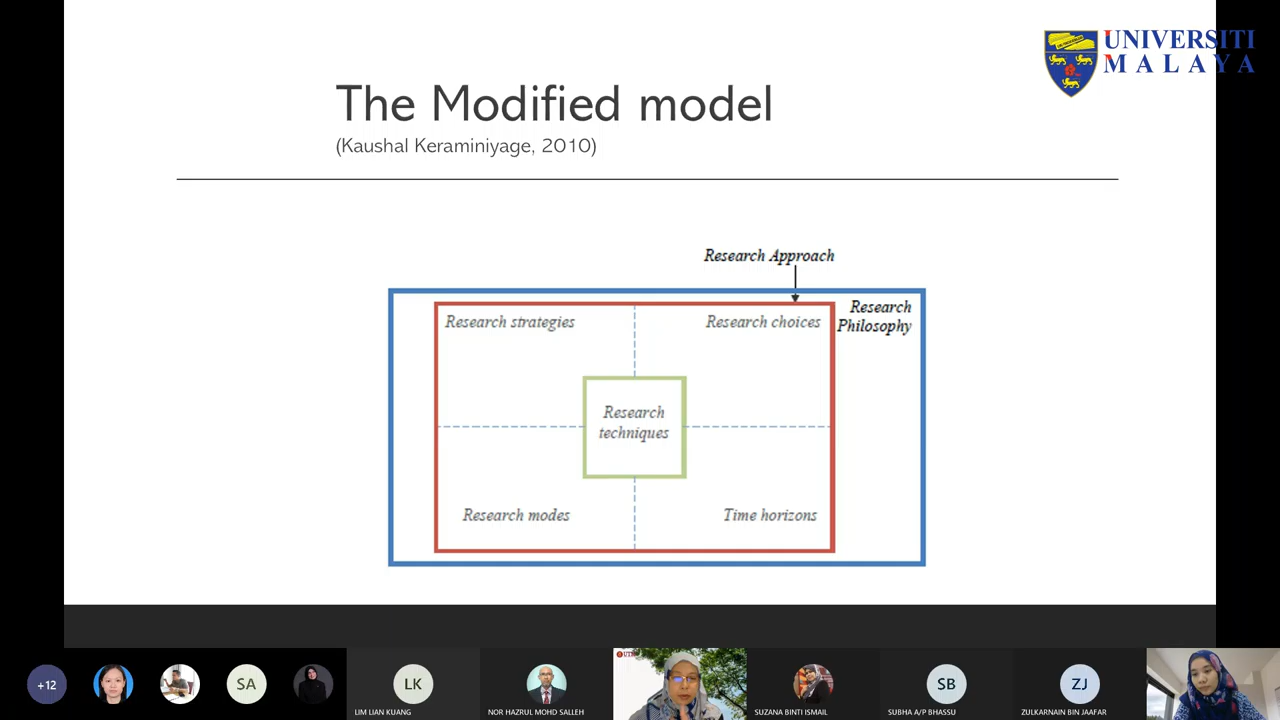 UNIVERSITI
MALAYA
The Modified model
(Kaushal Keraminiyage, 2010)
Research Approach
Research
Philosophy
Research strategies
Research choices
Research
techniques
Research modes
Time horizons
+12
SA
LK
LIM LIAN KUANG
NOR HAZRUL MOHD SALLEH
SUZANA BINTI ISMAIL
SB
SUBHA A/P BHASSU
ZJ
ZULKARNAIN BIN JAAFAR